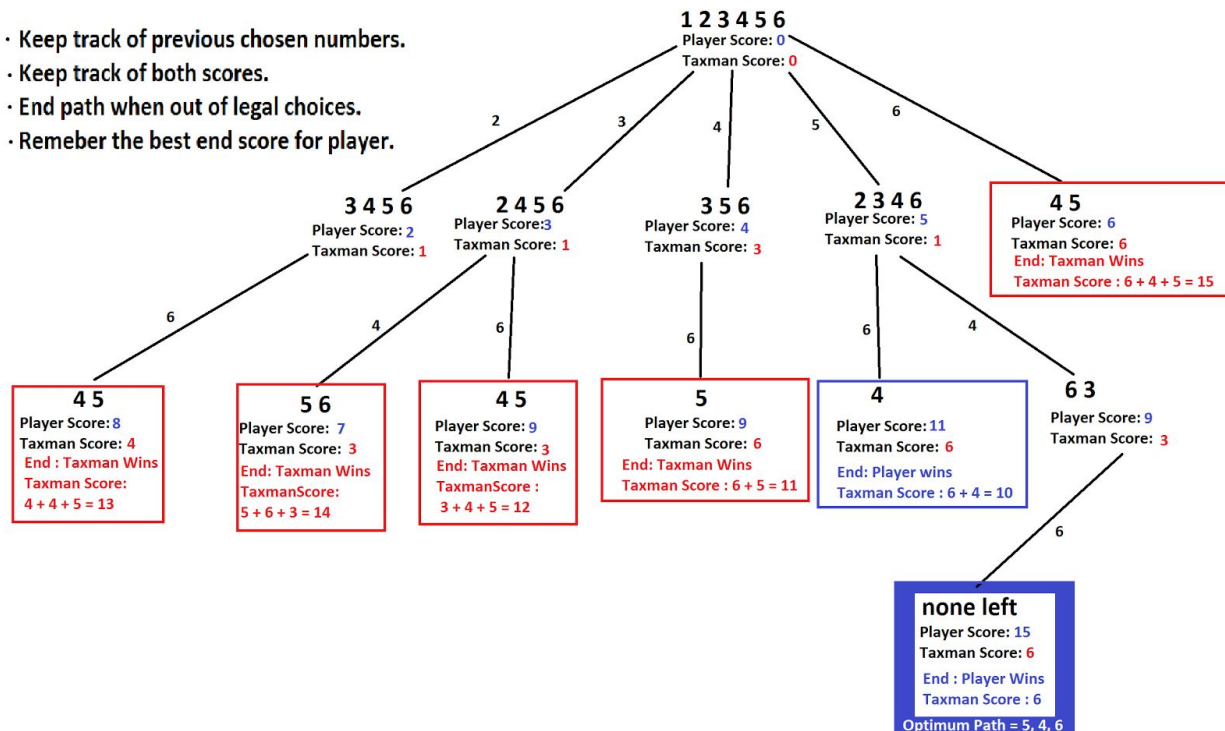 · Keep track of previous chosen numbers.
· Keep track of both scores.
· End path when out of legal choices.
· Remeber the best end score for player.
1 2 3 4 5 6
Player Score: 0
Taxman Score: 0
2
3
4
5
6
3 4 5 6
Player Score: 2
Taxman Score: 1
2 4 5 6
Player Score: 3
Taxman Score: 1
3 5 6
Player Score: 4
Taxman Score: 3
2 3 4 6
Player Score: 5
Taxman Score: 1
4 5
Player Score: 6
Taxman Score: 6
End: Taxman Wins
Taxman Score : 6 + 4 + 5 = 15
6
4
6
6
6
4
4 5
Player Score: 8
Taxman Score: 4
End : Taxman Wins
Taxman Score:
4 + 4 + 5 = 13
5 6
Player Score: 7
Taxman Score: 3
End: Taxman Wins
TaxmanScore:
5 + 6 + 3 = 14
4 5
Player Score: 9
Taxman Score: 3
End: Taxman Wins
TaxmanScore :
3 + 4 + 5 = 12
5
Player Score: 9
Taxman Score: 6
End: Taxman Wins
Taxman Score : 6 + 5 = 11
4
Player Score: 11
Taxman Score: 6
End: Player wins
Taxman Score : 6 + 4 = 10
6 3
Player Score: 9
Taxman Score: 3
6
none left
Player Score: 15
Taxman Score: 6
End : Player Wins
Taxman Score : 6
Optimum Path = 5, 4, 6